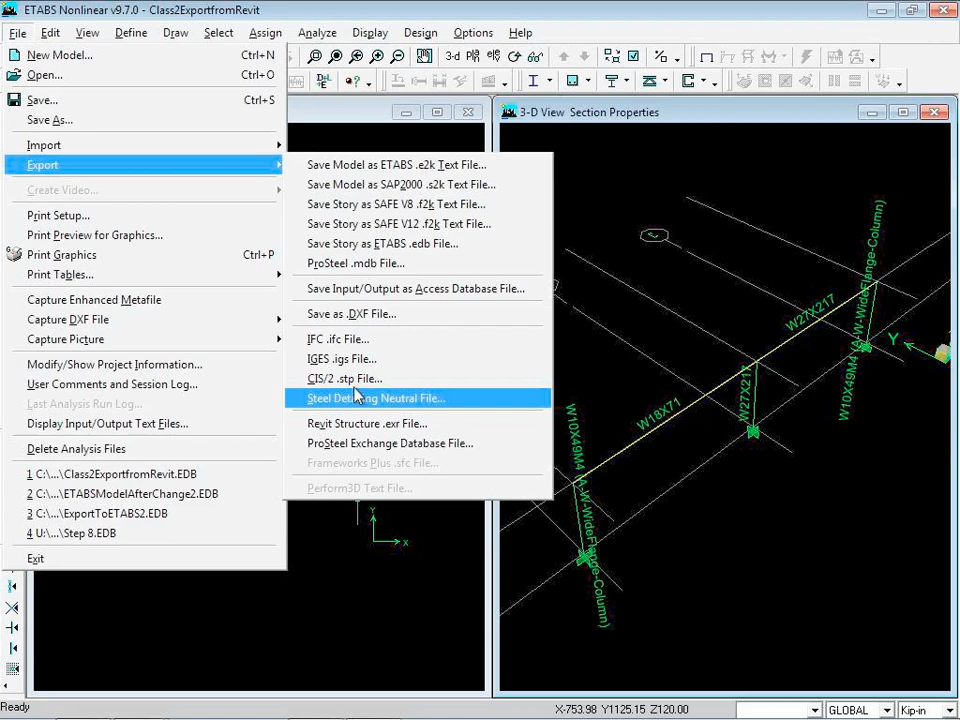 ETABS Nonlinear v9.7.0 - Class2ExportfromRevit
File Edit View Define Draw Select Assign Analyze Display Design Options Help
New Model... Ctrl+N
Open... Ctrl+O
Save... Ctrl+S
Save As...
Import
Export
Create Video...
Print Setup...
Print Preview for Graphics...
Print Graphics Ctrl+P
Print Tables...
Capture Enhanced Metafile
Capture DXF File
Capture Picture
Modify/Show Project Information...
User Comments and Session Log...
Last Analysis Run Log...
Display Input/Output Text Files...
Delete Analysis Files
1 C:\...\Class2ExportfromRevit.EDB
2 C:\...\ETABSModelAfterChange2.EDB
3 C:\...\ExportToETABS2.EDB
4 U:\...\Step 8.EDB
Exit
Save Model as ETABS .e2k Text File...
Save Model as SAP2000 .s2k Text File...
Save Story as SAFE V8 .f2k Text File...
Save Story as SAFE V12 .f2k Text File...
Save Story as ETABS .edb File...
ProSteel .mdb File...
Save Input/Output as Access Database File...
Save as .DXF File...
IFC .ifc File...
IGES .igs File...
CIS/2 .stp File...
Steel Detailing Neutral File...
Revit Structure .exr File...
ProSteel Exchange Database File...
Frameworks Plus .sfc File...
Perform3D Text File...
3-d
3-D View Section Properties
W27X217
W10X49M4 (A-W-WideFlange-Column)
Y
W27X217
W18X71
W10X49M4 (A-W-WideFlange-Column)
Y
X
Ready
X-753.98 Y1125.15 Z120.00
GLOBAL
Kip-in